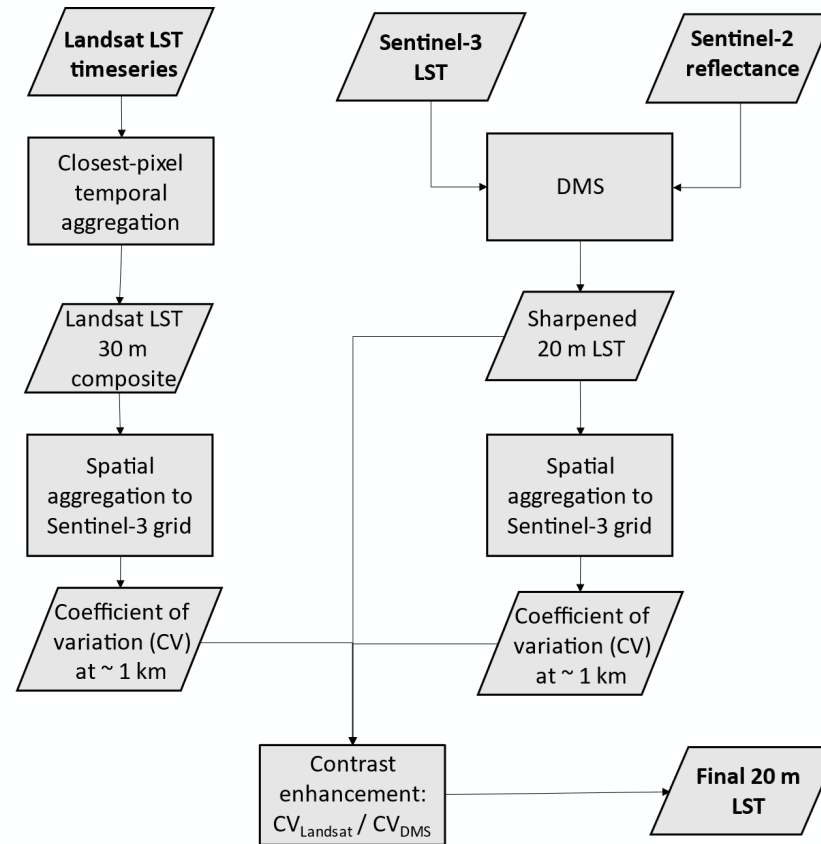 Landsat LST
timeseries
Sentinel-3
LST
Sentinel-2
reflectance
Closest-pixel
temporal
aggregation
DMS
Landsat LST
30 m
composite
Sharpened
20 m LST
Spatial
aggregation to
Sentinel-3 grid
Spatial
aggregation to
Sentinel-3 grid
Coefficient of
variation (CV)
at ~ 1 km
Coefficient of
variation (CV)
at ~ 1 km
Contrast
enhancement:
CVLandsat / CVDMS
Final 20 m
LST